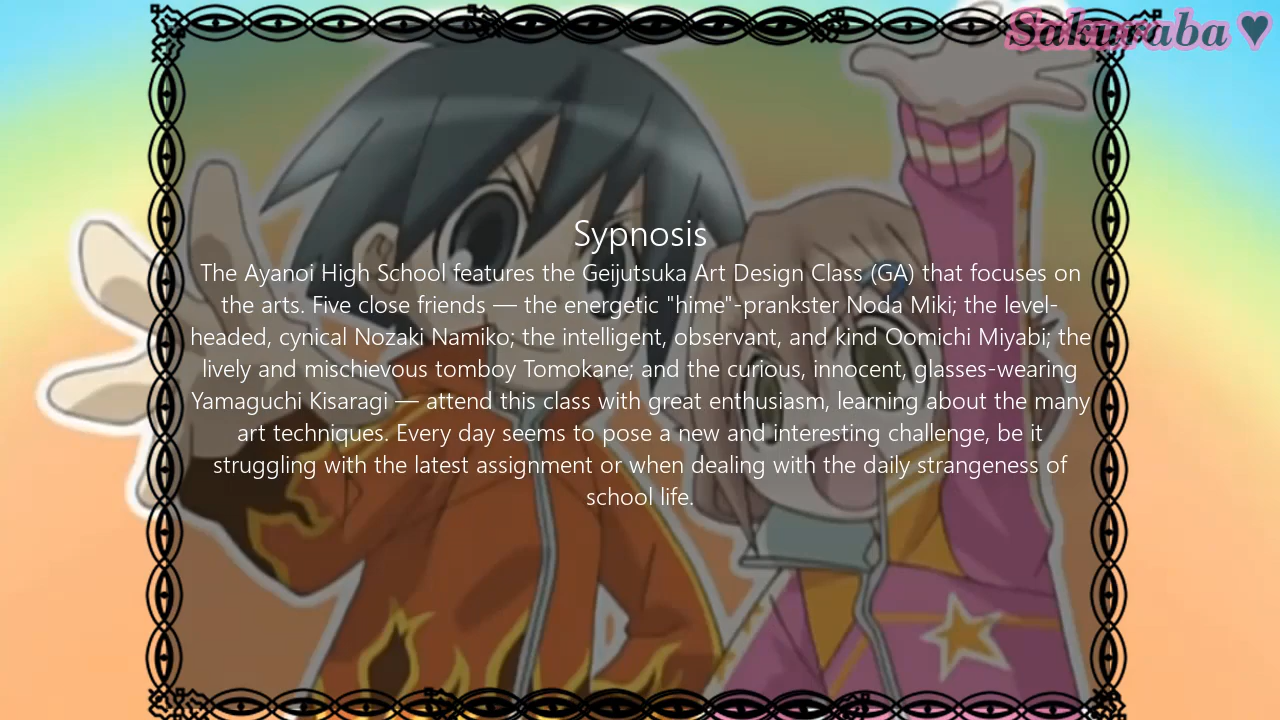 Sakuraba ♥
Sypnosis
The Ayanoi High School features the Geijutsuka Art Design Class (GA) that focuses on
the arts. Five close friends — the energetic "hime"-prankster Noda Miki; the level-
headed, cynical Nozaki Namiko; the intelligent, observant, and kind Oomichi Miyabi; the
lively and mischievous tomboy Tomokane; and the curious, innocent, glasses-wearing
Yamaguchi Kisaragi — attend this class with great enthusiasm, learning about the many
art techniques. Every day seems to pose a new and interesting challenge, be it
struggling with the latest assignment or when dealing with the daily strangeness of
school life.